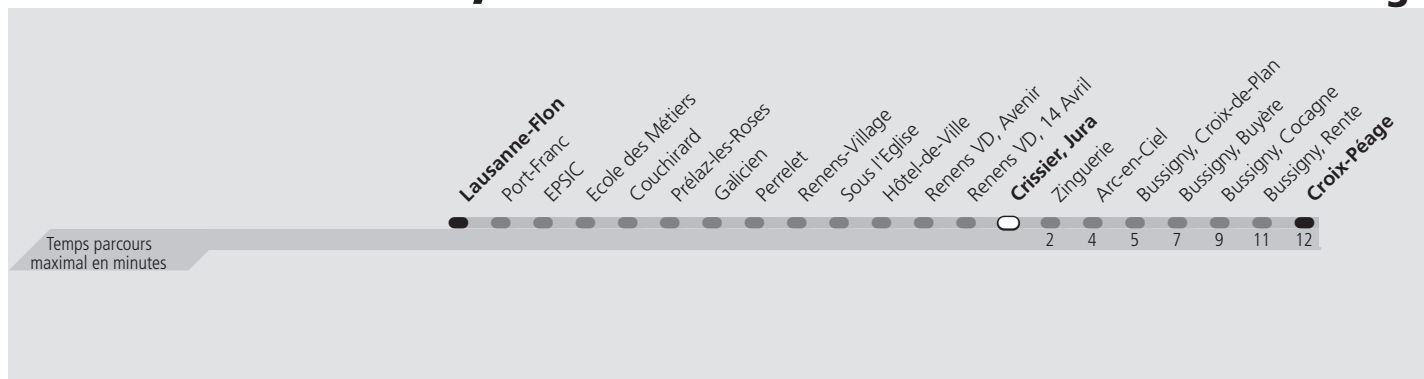 Lausanne-Flon
Port-Franc
EPSIC
Ecole des Métiers
Couchirard
Prélaz-les-Roses
Galicien
Perrelet
Renens-Village
Sous l'Eglise
Hôtel-de-Ville
Renens VD, Avenir
Renens VD, 14 Avril
Crissier, Jura
Zinguerie
Arc-en-Ciel
Bussigny, Croix-de-Plan
Bussigny, Buyère
Bussigny, Cocagne
Bussigny, Rente
Croix-Péage
Temps parcours
maximal en minutes
2 4 5 7 9 11 12